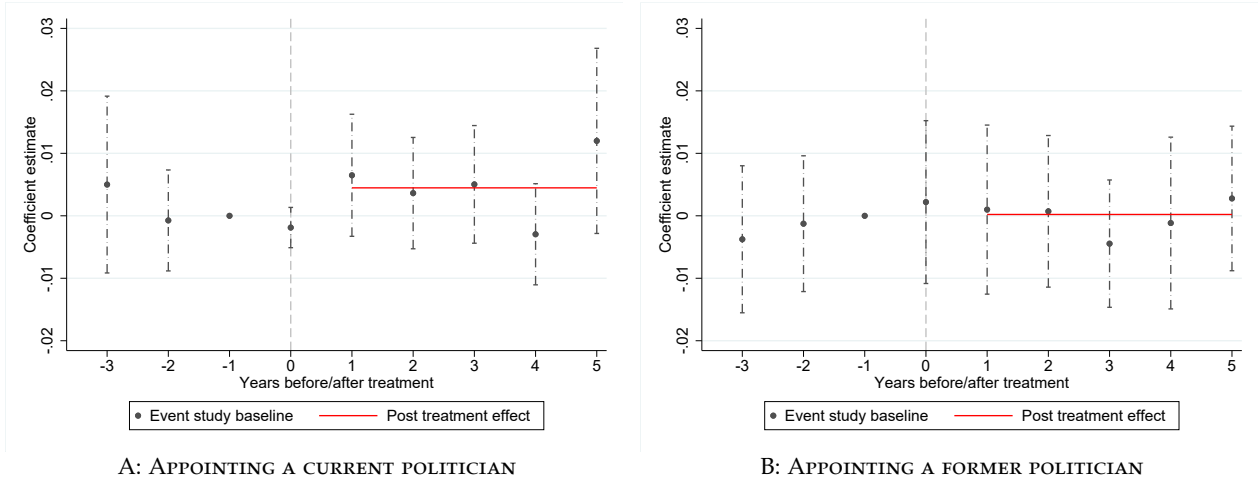 Coefficient estimate
.03
.02
.01
0
-.01
-.02
-3 -2 -1 0 1 2 3 4 5
Years before/after treatment
Event study baseline Post treatment effect
A: Appointing a current politician
Coefficient estimate
.03
.02
.01
0
-.01
-.02
-3 -2 -1 0 1 2 3 4 5
Years before/after treatment
Event study baseline Post treatment effect
B: Appointing a former politician